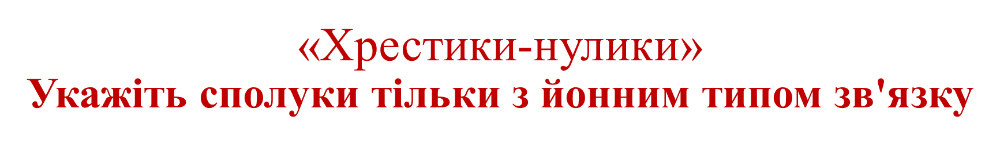 «Хрестики-нулики»
Укажіть сполуки тільки з йонним типом зв'язку